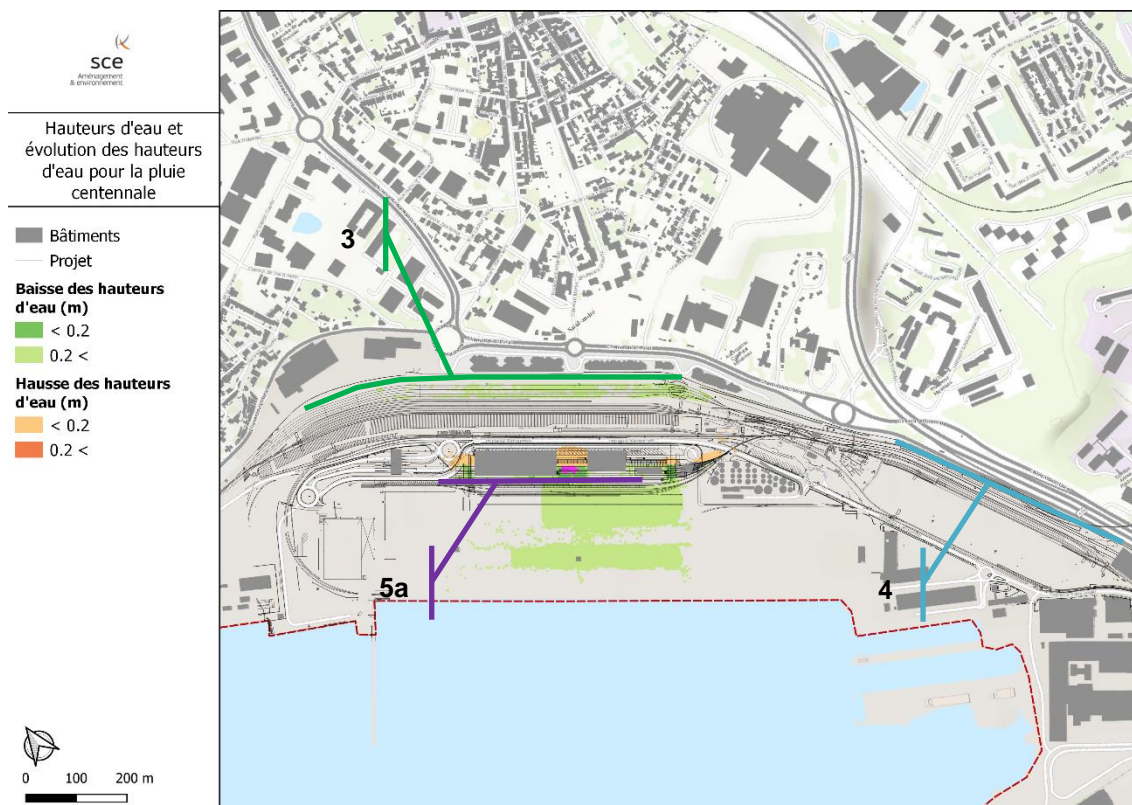 sce
Aménagement
& environnement
Hauteurs d'eau et
évolution des hauteurs
d'eau pour la pluie
centennale
Bâtiments
Projet
Baisse des hauteurs
d'eau (m)
< 0.2
0.2 <
Hausse des hauteurs
d'eau (m)
< 0.2
0.2 <
0 100 200 m
3
5a
4